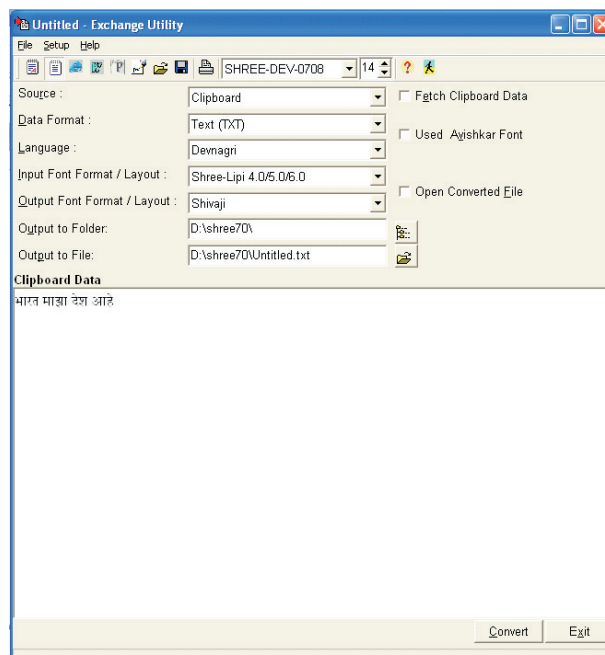 Untitled - Exchange Utility
File Setup Help
SHREE-DEV-0708 14
Source : Clipboard Fetch Clipboard Data
Data Format : Text (TXT)
Used Avishkar Font
Language : Devnagri
Input Font Format / Layout : Shree-Lipi 4.0/5.0/6.0
Open Converted File
Output Font Format / Layout : Shivaji
Output to Folder: D:\shree70\
Output to File: D:\shree70\Untitled.txt
Clipboard Data
भारत माझा देश आहे
Convert Exit